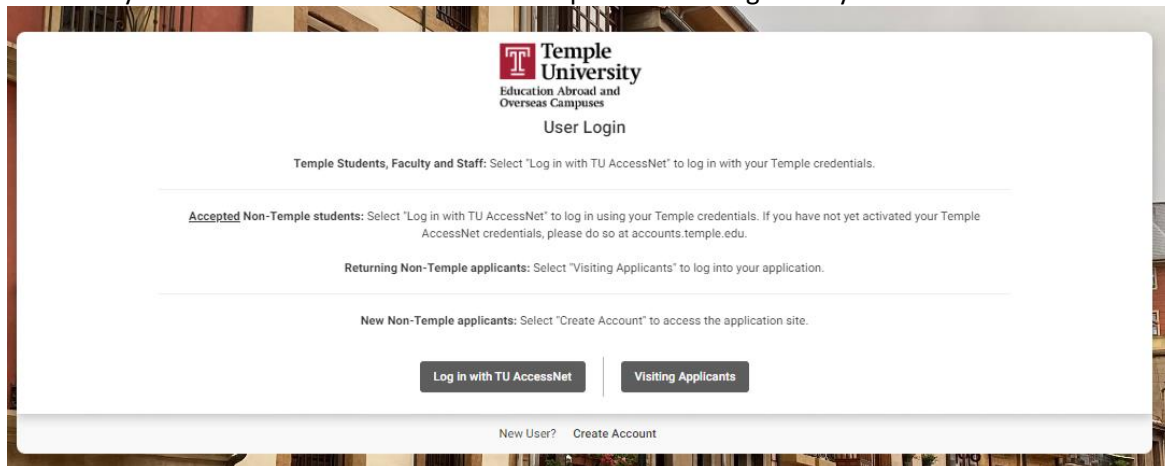 Temple
University
Education Abroad and
Overseas Campuses
User Login
Temple Students, Faculty and Staff: Select "Log in with TU AccessNet" to log in with your Temple credentials.
Accepted Non-Temple students: Select "Log in with TU AccessNet" to log in using your Temple credentials. If you have not yet activated your Temple
AccessNet credentials, please do so at accounts.temple.edu.
Returning Non-Temple applicants: Select "Visiting Applicants" to log into your application.
New Non-Temple applicants: Select "Create Account" to access the application site.
Log in with TU AccessNet
Visiting Applicants
New User? Create Account